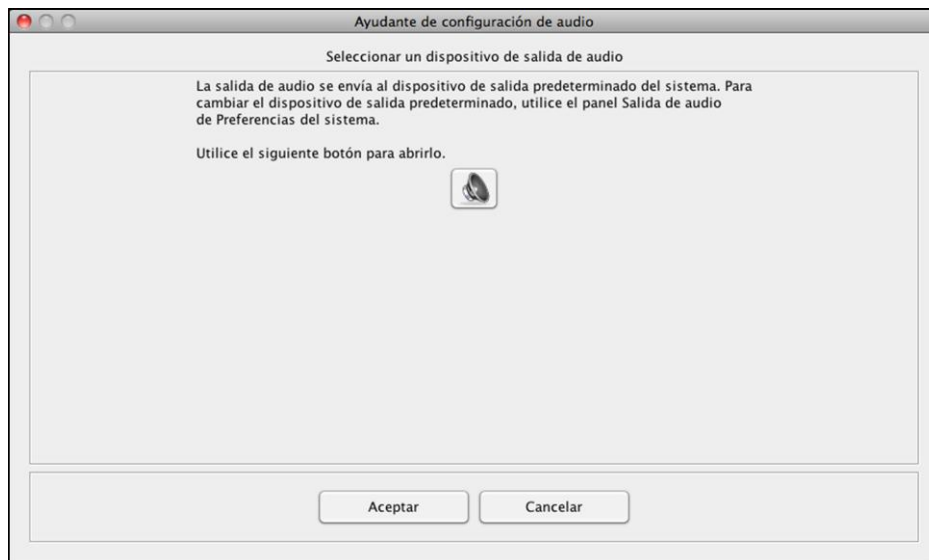 Ayudante de configuración de audio
Seleccionar un dispositivo de salida de audio
La salida de audio se envía al dispositivo de salida predeterminado del sistema. Para
cambiar el dispositivo de salida predeterminado, utilice el panel Salida de audio
de Preferencias del sistema.
Utilice el siguiente botón para abrirlo.
Aceptar
Cancelar